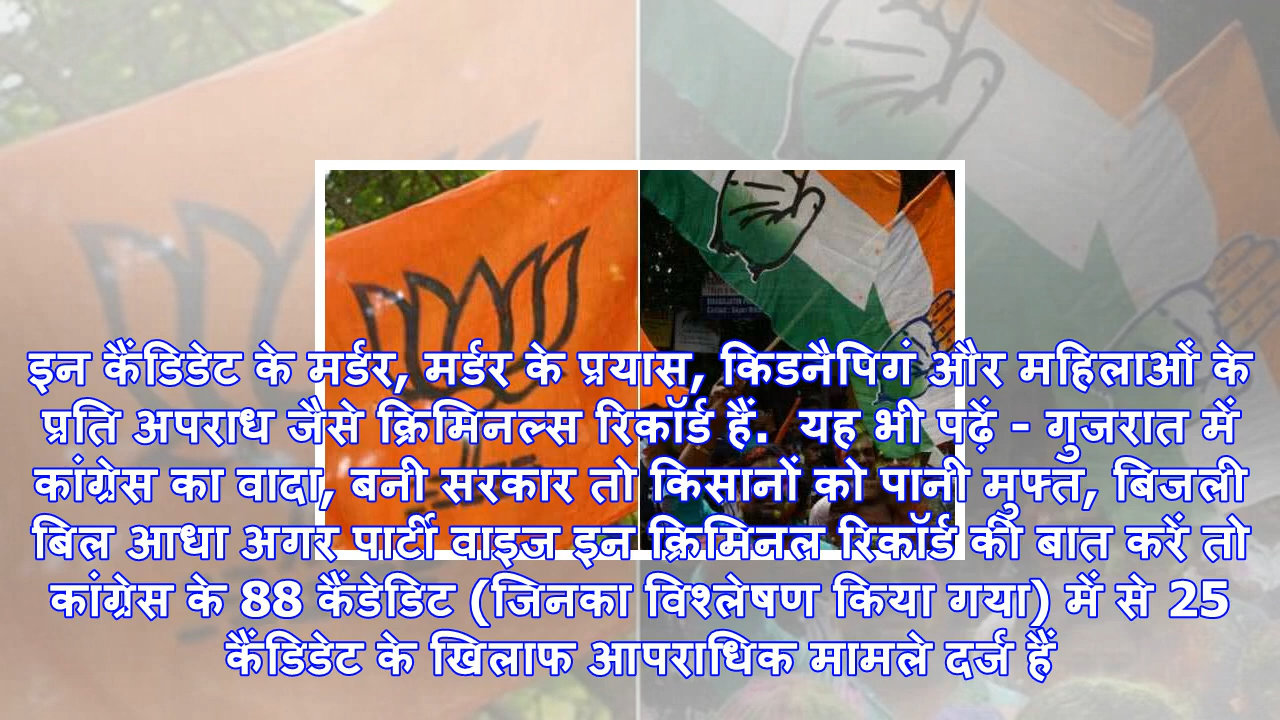 इन कैंडिडेट के मर्डर, मर्डर के प्रयास, किडनैपिगं और महिलाओं के
प्रति अपराध जैसे क्रिमिनल्स रिकॉर्ड हैं.  यह भी पढ़ें - गुजरात में
कांग्रेस का वादा, बनी सरकार तो किसानों को पानी मुफ्त, बिजली
बिल आधा अगर पार्टी वाइज इन क्रिमिनल रिकॉर्ड की बात करें तो
कांग्रेस के 88 कैंडेडिट (जिनका विश्लेषण किया गया) में से 25
कैंडिडेट के खिलाफ आपराधिक मामले दर्ज हैं